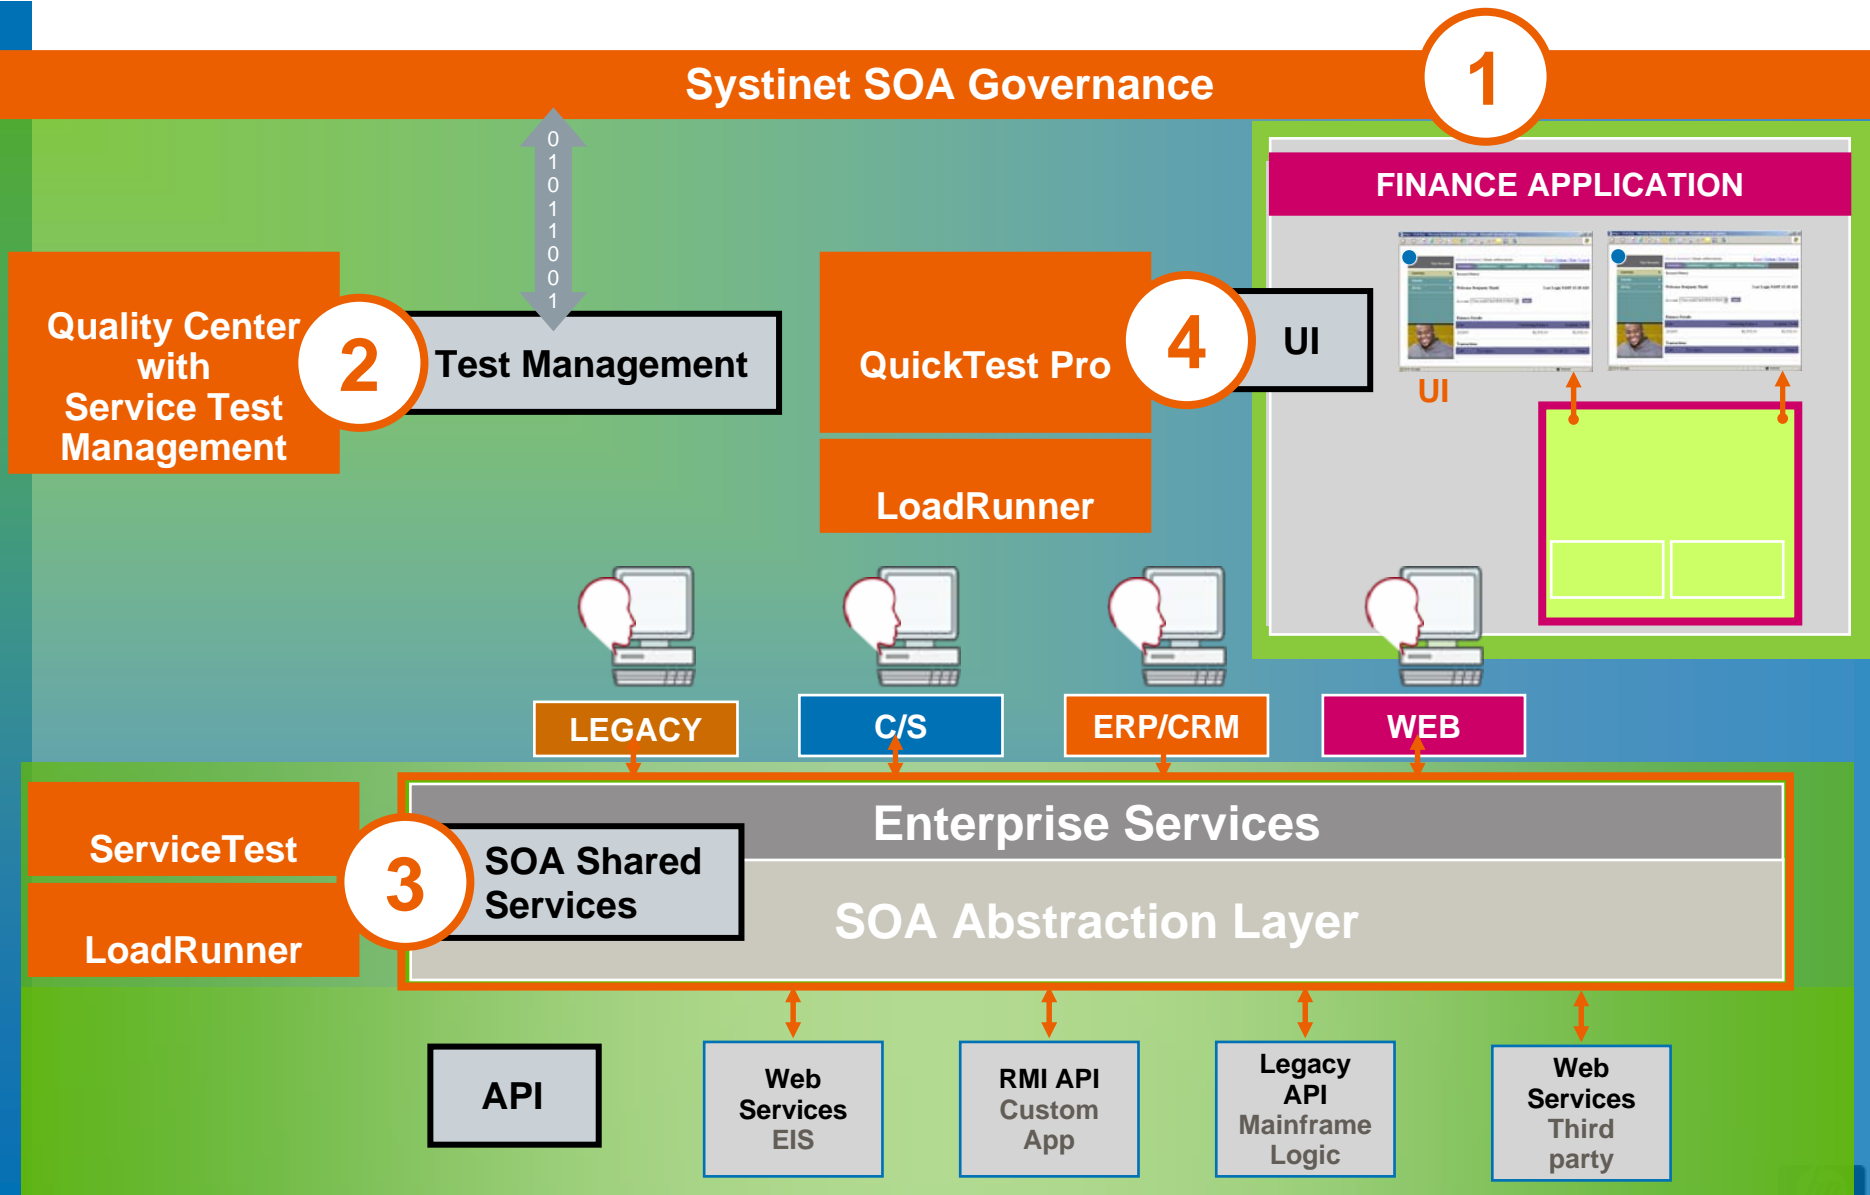 Systinet SOA Governance
1
0
1
0
1
1
0
0
1
FINANCE APPLICATION
Quality Center
with
Service Test
Management
2
Test Management
QuickTest Pro
4
UI
UI
LoadRunner
LEGACY
C/S
ERP/CRM
WEB
ServiceTest
LoadRunner
3
SOA Shared
Services
Enterprise Services
SOA Abstraction Layer
API
Web
Services
EIS
RMI API
Custom
App
Legacy
API
Mainframe
Logic
Web
Services
Third
party